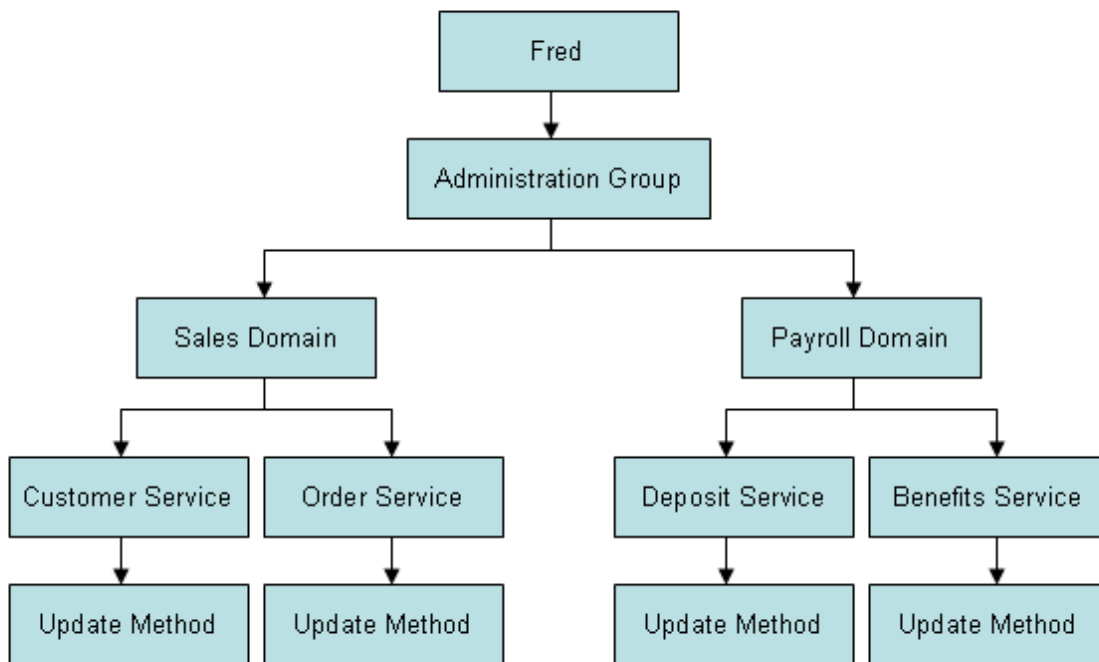 Fred
Administration Group
Sales Domain
Payroll Domain
Customer Service
Order Service
Deposit Service
Benefits Service
Update Method
Update Method
Update Method
Update Method